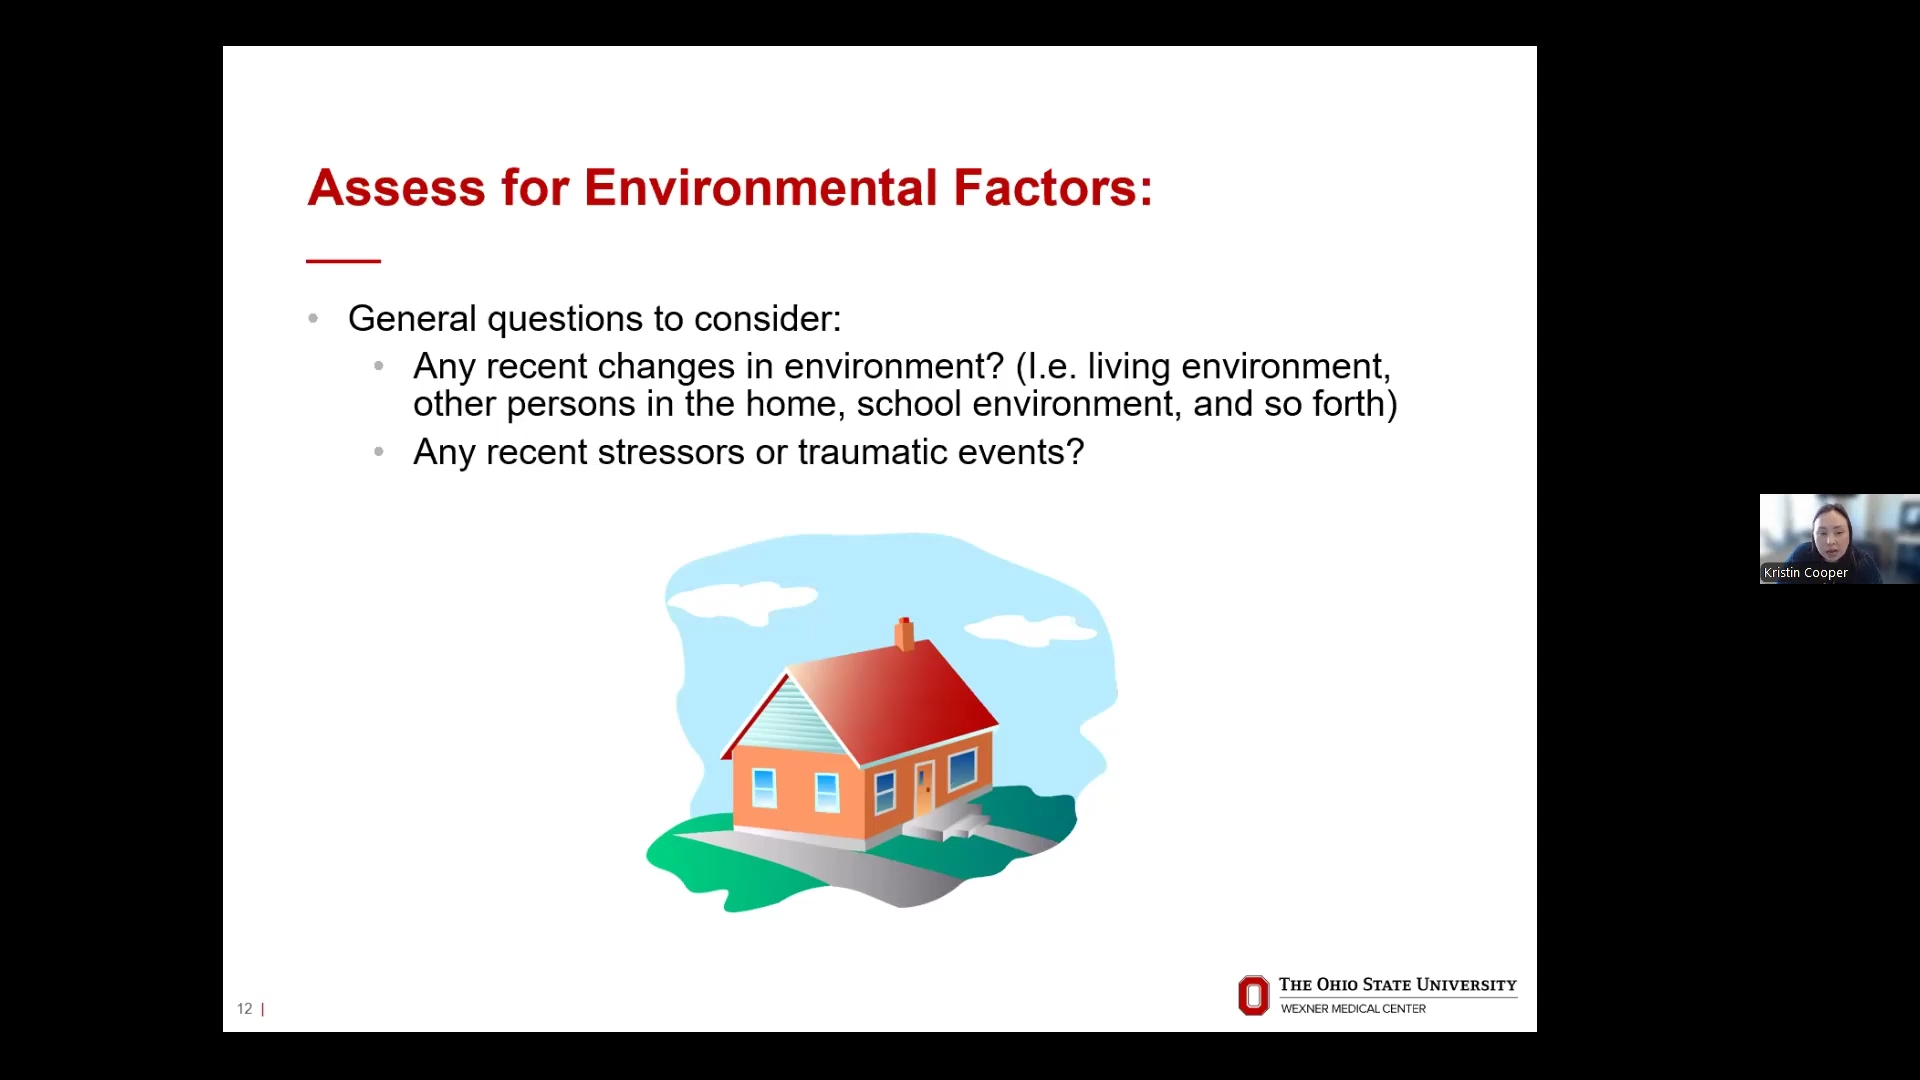 Assess for Environmental Factors:
• General questions to consider:
• Any recent changes in environment? (I.e. living environment,
other persons in the home, school environment, and so forth)
• Any recent stressors or traumatic events?
Kristin Cooper
12 |
THE OHIO STATE UNIVERSITY
WEXNER MEDICAL CENTER